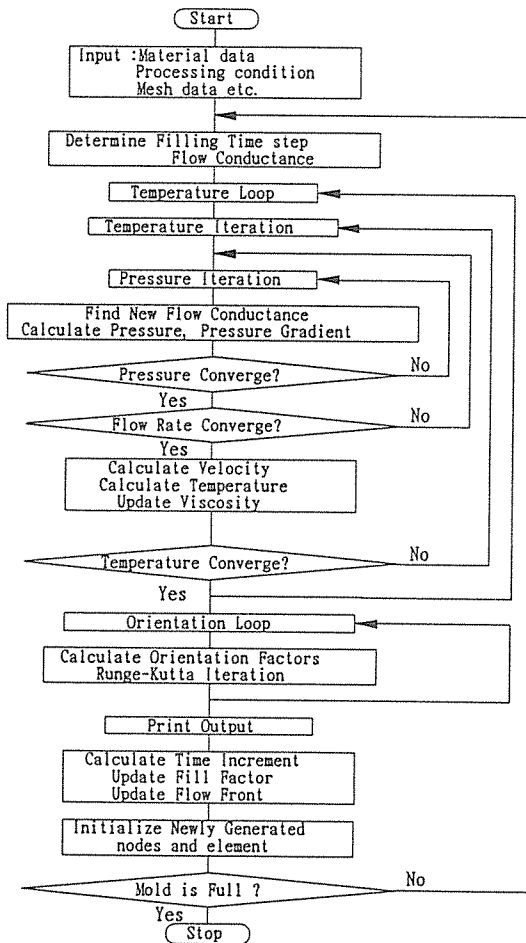 Start
Input :Material data
Processing condition
Mesh data etc.
Determine Filling Time step
Flow Conductance
Temperature Loop
Temperature Iteration
Pressure Iteration
Find New Flow Conductance
Calculate Pressure, Pressure Gradient
Pressure Converge?
No
Yes
Flow Rate Converge?
No
Yes
Calculate Velocity
Calculate Temperature
Update Viscosity
Temperature Converge?
No
Yes
Orientation Loop
Calculate Orientation Factors
Runge-Kutta Iteration
Print Output
Calculate Time Increment
Update Fill Factor
Update Flow Front
Initialize Newly Generated
nodes and element
Mold is Full ?
No
Yes
Stop